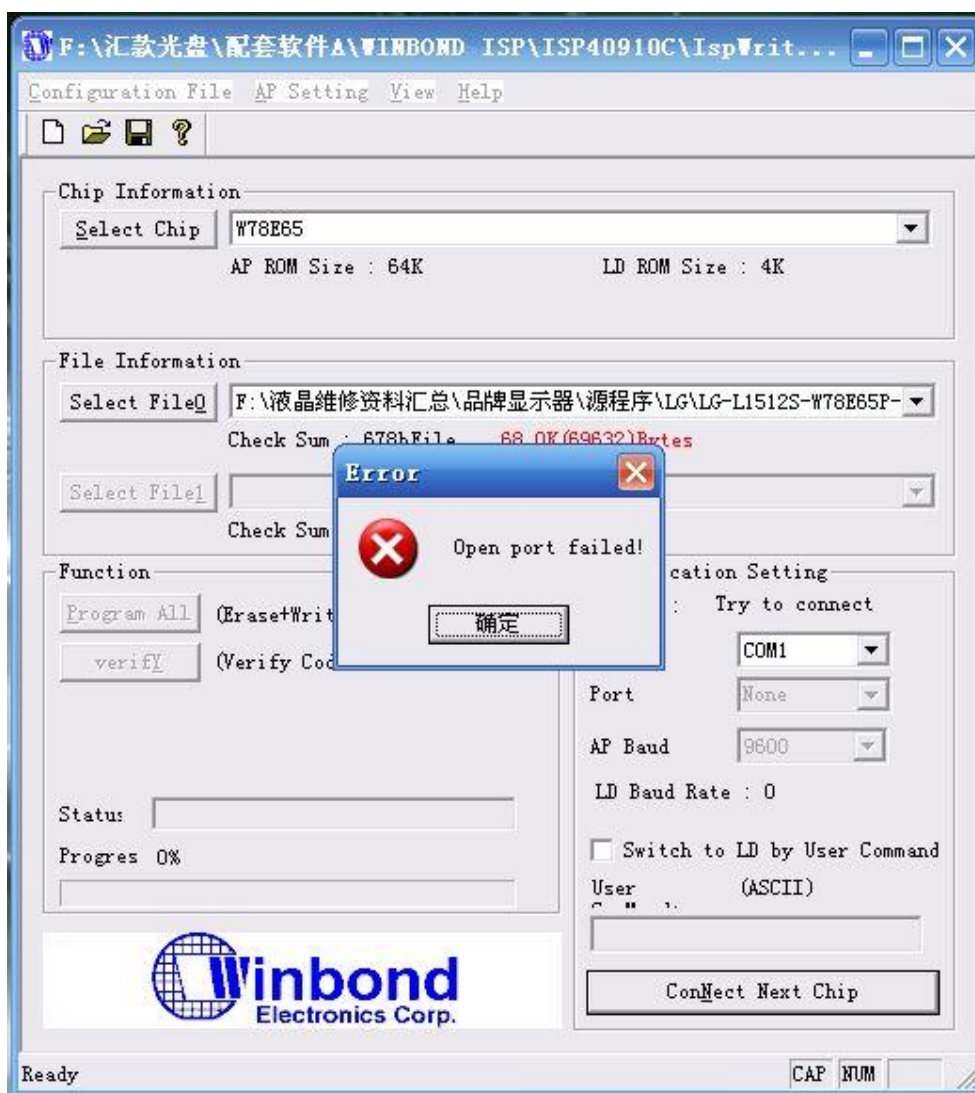 F:\汇款光盘\配套软件A\WINBOND ISP\ISP40910C\IspWrit...
Configuration File AP Setting View Help
Chip Information
Select Chip W78E65
AP ROM Size : 64K LD ROM Size : 4K
File Information
Select File0 F:\液晶维修资料汇总\品牌显示器\源程序\LG\LG-L1512S-W78E65P-
Check Sum : 678hFile 68.0K(69632)Bytes
Select File1
Check Sum
Error
Open port failed!
确定
Function
cation Setting
Program All (Erase+Writ
: Try to connect
verifY (Verify Cod
COM1
Port None
AP Baud 9600
LD Baud Rate : 0
Status
Progres 0%
Switch to LD by User Command
User (ASCII)
ConNect Next Chip
Winbond
Electronics Corp.
Ready CAP NUM